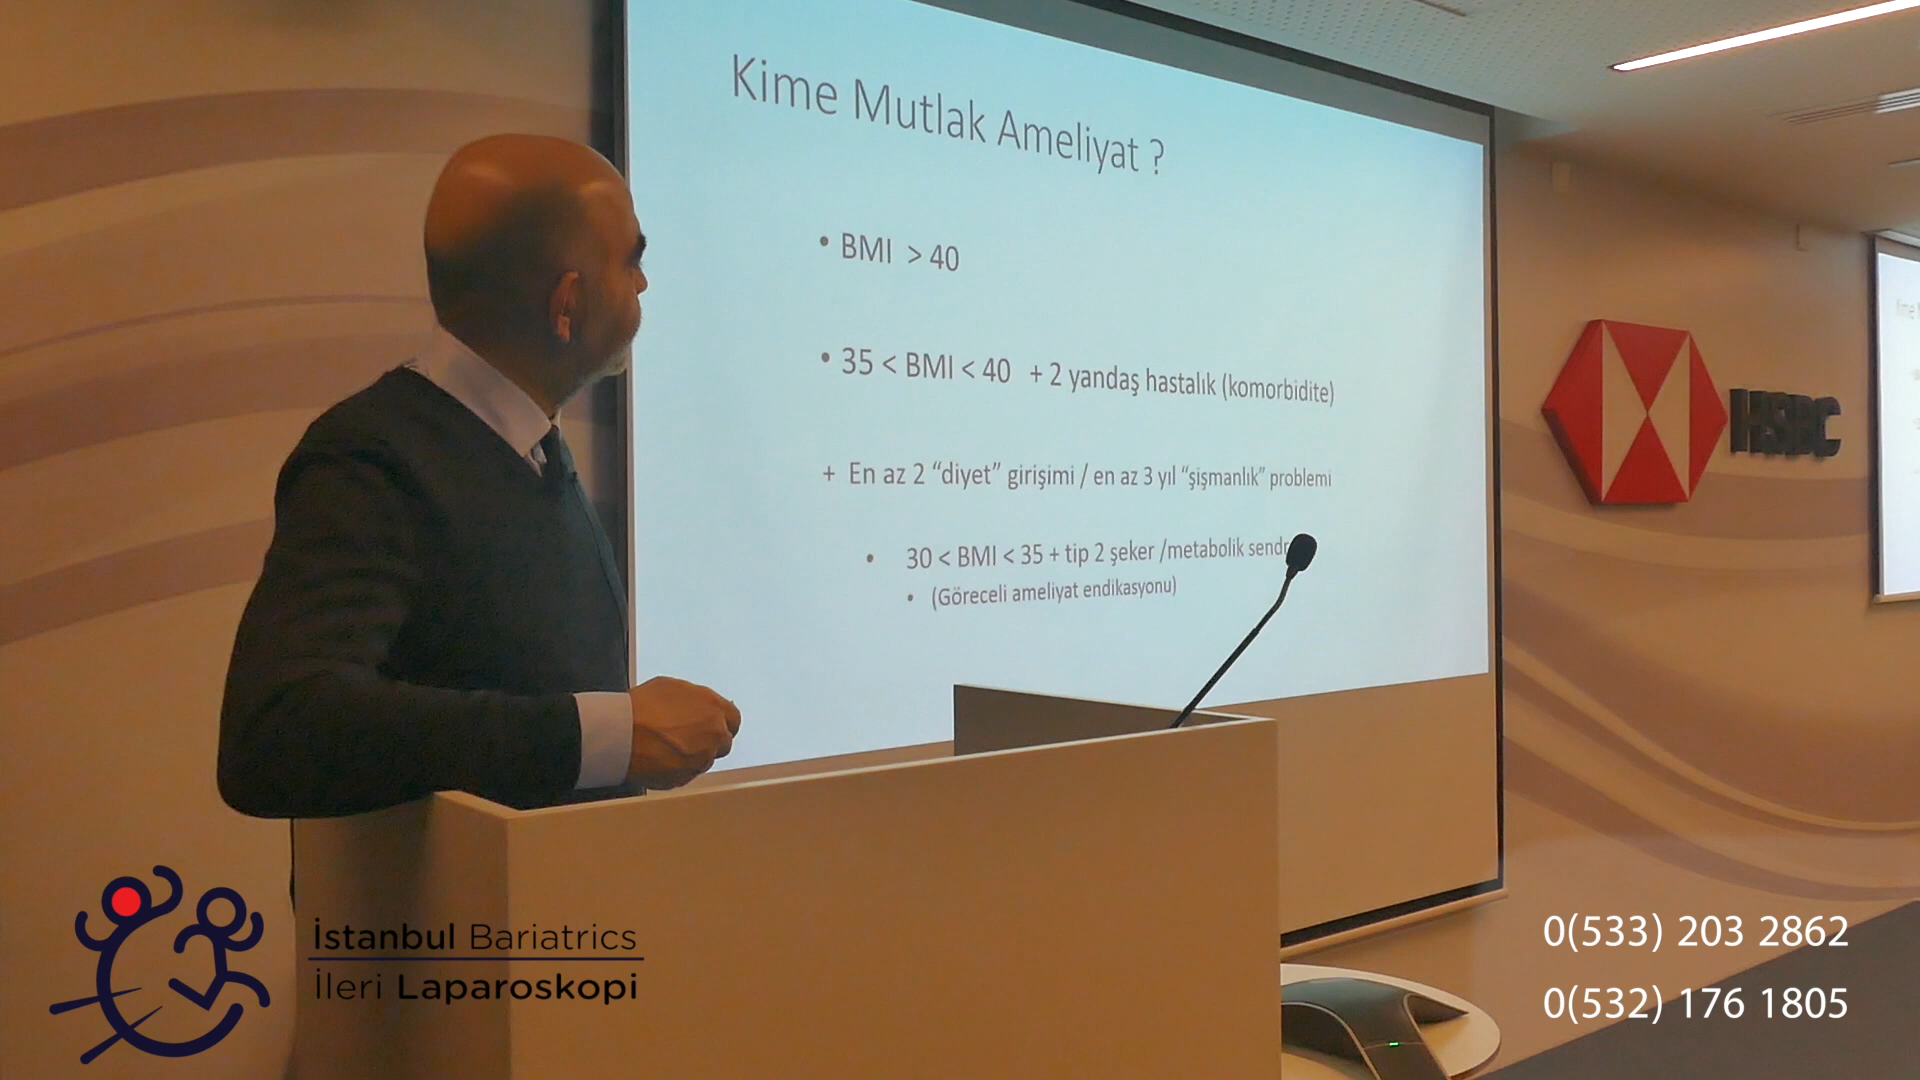 Kime Mutlak Ameliyat ?
• BMI > 40
• 35 < BMI < 40 + 2 yandaş hastalık (komorbidite)
+ En az 2 “diyet” girişimi / en az 3 yıl “şişmanlık” problemi
• 30 < BMI < 35 + tip 2 şeker /metabolik
• (Göreceli ameliyat endikasyonu)
HSBC
İstanbul Bariatrics
İleri Laparoskopi
0(533) 203 2862
0(532) 176 1805